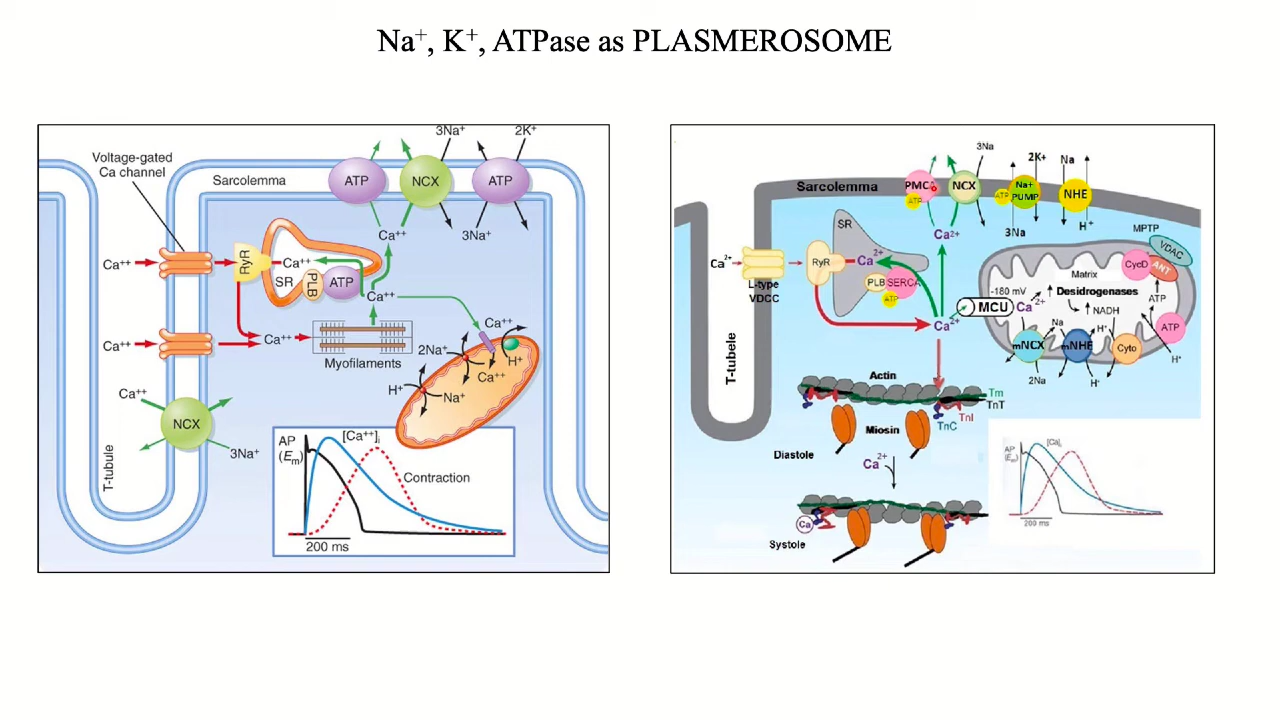 Na⁺, K⁺, ATPase as PLASMEROSOME
Voltage-gated
Ca channel
Sarcolemma
ATP
NCX
ATP
3Na⁺
2K⁺
3Na⁺
Ca⁺⁺
Ca⁺⁺
RyR
Ca⁺⁺
SR
PLB
ATP
Ca⁺⁺
Ca⁺⁺
Ca⁺⁺
Myofilaments
Ca⁺⁺
2Na⁺
H⁺
Ca⁺⁺
H⁺
Na⁺
Ca⁺⁺
NCX
3Na⁺
T-tubule
AP
(Eₘ)
[Ca⁺⁺]ᵢ
Contraction
200 ms
Sarcolemma
PMCA
ATP
NCX
3Na
2K+
Na+
PUMP
ATP
3Na
Na
NHE
H⁺
Ca²⁺
SR
Ca²⁺
L-type
VDCC
RyR
Ca²⁺
PLB
SERCA
ATP
Ca²⁺
T-tubele
MPTP
VDAC
CycD
ANT
Matrix
-180 mV
Desidrogenases
MCU
Ca²⁺
NADH
ATP
Na
H⁺
mNCX
mNHE
Cyto
ATP
H⁺
2Na
H⁺
Actin
Tm
TnT
TnI
TnC
Miosin
Diastole
Ca²⁺
Ca
Systole
AP
(Eₘ)
[Ca]ᵢ
200 ms